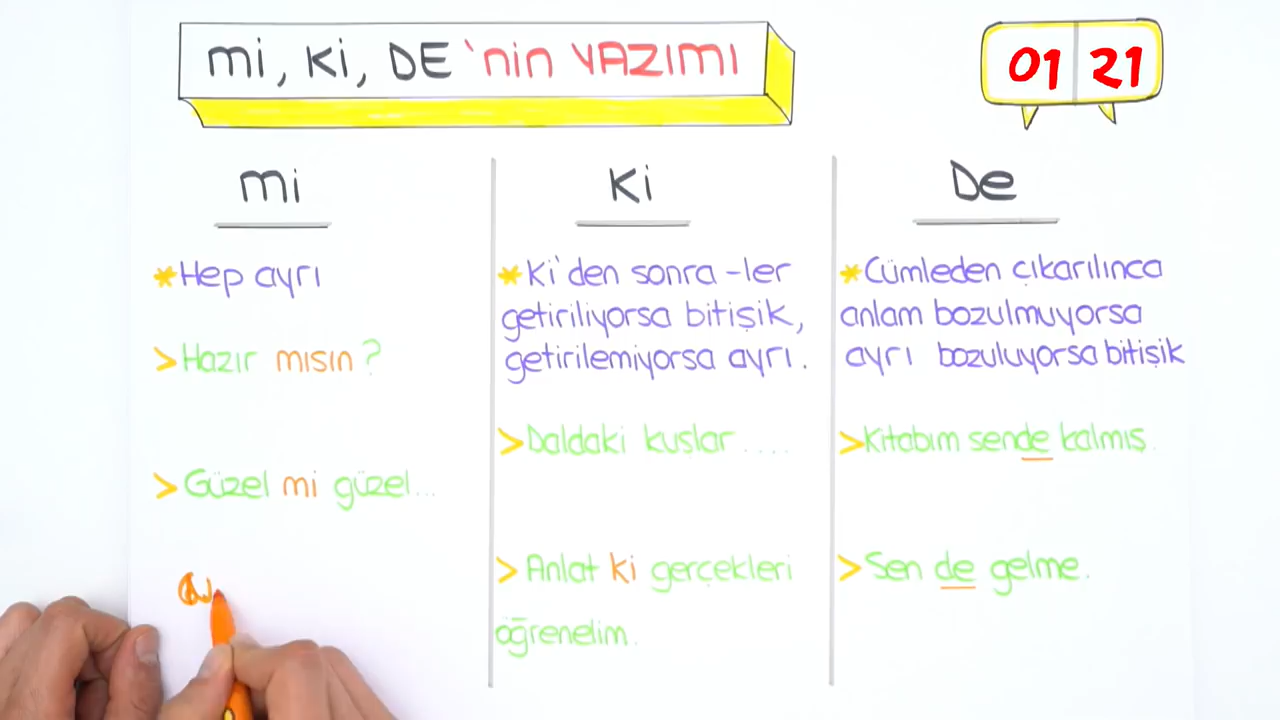 mi, Ki, DE 'nin YAZIMI
01 21
mi
* Hep ayrı
> Hazır mısın ?
> Güzel mi güzel...
Ki
* Ki'den sonra -ler
getiriliyorsa bitişik,
getirilemiyorsa ayrı.
> Daldaki kuşlar ....
> Anlat ki gerçekleri
öğrenelim.
De
* Cümleden çıkarılınca
anlam bozulmuyorsa
ayrı bozuluyorsa bitişik
> Kitabım sende kalmış.
> Sen de gelme.